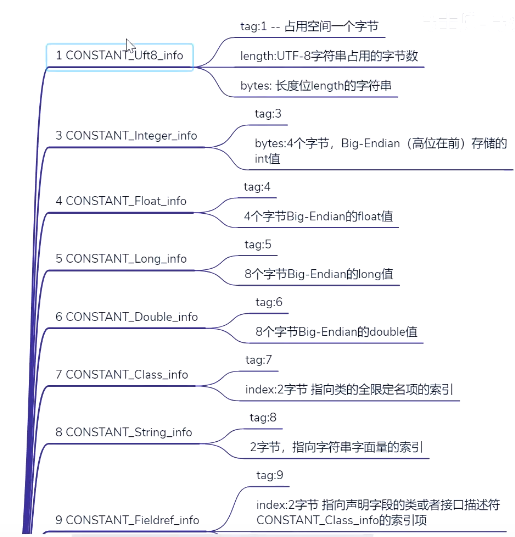 tag:1 -- 占用空间一个字节
1 CONSTANT_Uft8_info
length:UTF-8字符串占用的字节数
bytes: 长度位length的字符串
tag:3
3 CONSTANT_Integer_info
bytes:4个字节，Big-Endian（高位在前）存储的
int值
tag:4
4 CONSTANT_Float_info
4个字节Big-Endian的float值
tag:5
5 CONSTANT_Long_info
8个字节Big-Endian的long值
tag:6
6 CONSTANT_Double_info
8个字节Big-Endian的double值
tag:7
7 CONSTANT_Class_info
index:2字节 指向类的全限定名项的索引
tag:8
8 CONSTANT_String_info
2字节，指向字符串字面量的索引
tag:9
index:2字节 指向声明字段的类或者接口描述符
CONSTANT_Class_info的索引项
9 CONSTANT_Fieldref_info